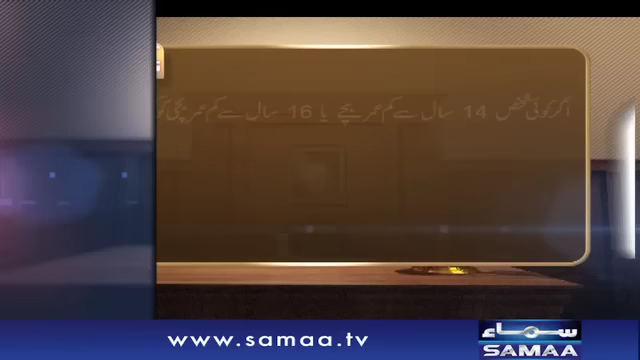 اگر کوئی شخص 14 سال سے کم عمر بچے یا 16 سال سے کم عمر بچی کو
www.samaa.tv
سماء
SAMAA